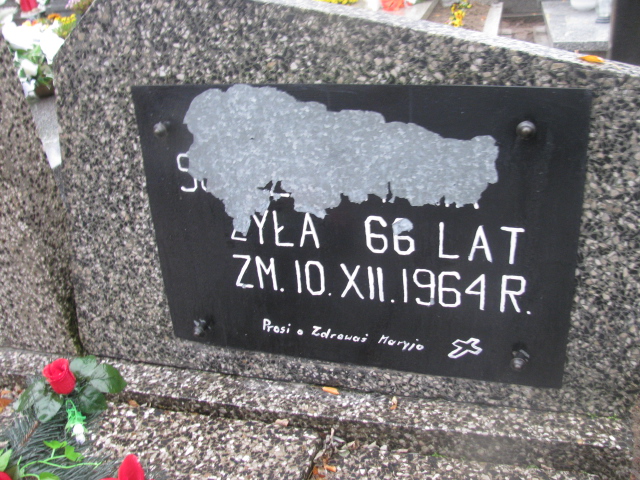 ŻYŁA 66 LAT
ZM. 10. XII. 1964 R.
Prosi o Zdrowaś Maryjo